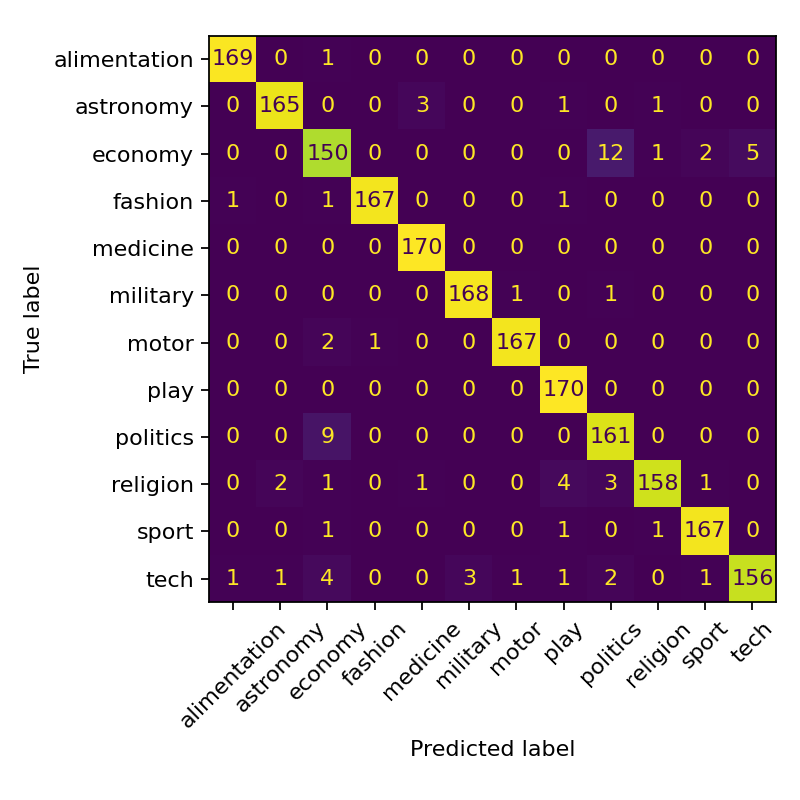 alimentation 169 0 1 0 0 0 0 0 0 0 0 0
astronomy 0 165 0 0 3 0 0 1 0 1 0 0
economy 0 0 150 0 0 0 0 0 12 1 2 5
fashion 1 0 1 167 0 0 0 1 0 0 0 0
medicine 0 0 0 0 170 0 0 0 0 0 0 0
military 0 0 0 0 0 168 1 0 1 0 0 0
motor 0 0 2 1 0 0 167 0 0 0 0 0
play 0 0 0 0 0 0 0 170 0 0 0 0
politics 0 0 9 0 0 0 0 0 161 0 0 0
religion 0 2 1 0 1 0 0 4 3 158 1 0
sport 0 0 1 0 0 0 0 1 0 1 167 0
tech 1 1 4 0 0 3 1 1 2 0 1 156
True label
alimentation astronomy economy fashion medicine military motor play politics religion sport tech
Predicted label